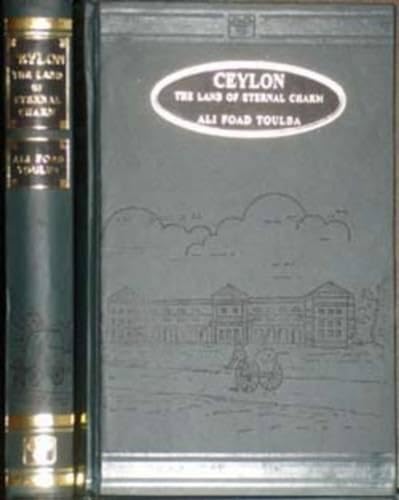 CEYLON
THE LAND
OF
ETERNAL
CHARM
ALI FOAD
TOULBA
CEYLON
THE LAND OF ETERNAL CHARM
ALI FOAD TOULBA